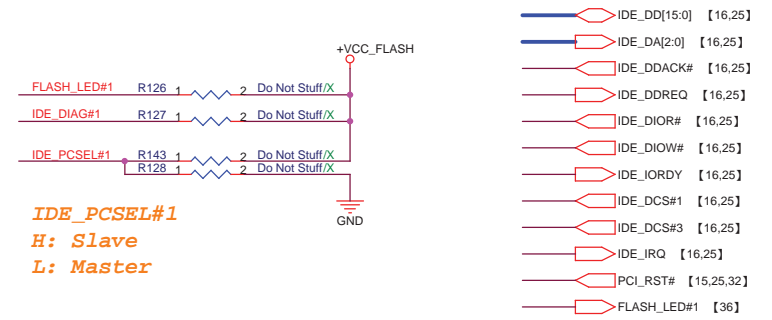 +VCC_FLASH
FLASH_LED#1 R126 1 2 Do Not Stuff/X
IDE_DIAG#1 R127 1 2 Do Not Stuff/X
IDE_PCSEL#1 R143 1 2 Do Not Stuff/X
R128 1 2 Do Not Stuff/X
GND
IDE_PCSEL#1
H: Slave
L: Master
IDE_DD[15:0] 【16,25】
IDE_DA[2:0] 【16,25】
IDE_DDACK# 【16,25】
IDE_DDREQ 【16,25】
IDE_DIOR# 【16,25】
IDE_DIOW# 【16,25】
IDE_IORDY 【16,25】
IDE_DCS#1 【16,25】
IDE_DCS#3 【16,25】
IDE_IRQ 【16,25】
PCI_RST# 【15,25,32】
FLASH_LED#1 【36】